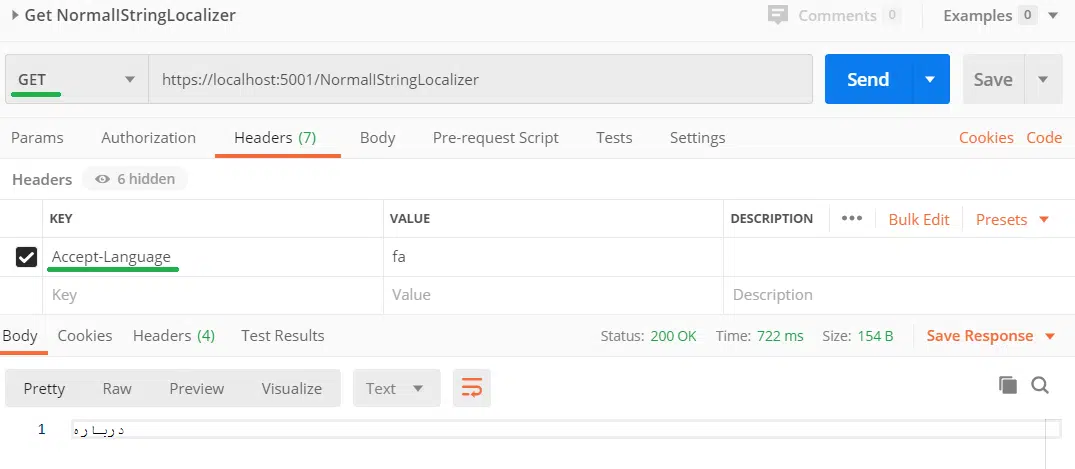 Get NormalIStringLocalizer Comments 0 Examples 0
GET https://localhost:5001/NormalIStringLocalizer Send Save
Params Authorization Headers (7) Body Pre-request Script Tests Settings Cookies Code
Headers 6 hidden
KEY VALUE DESCRIPTION ••• Bulk Edit Presets
Accept-Language fa
Key Value Description
Body Cookies Headers (4) Test Results Status: 200 OK Time: 722 ms Size: 154 B Save Response
Pretty Raw Preview Visualize Text
1 درباره